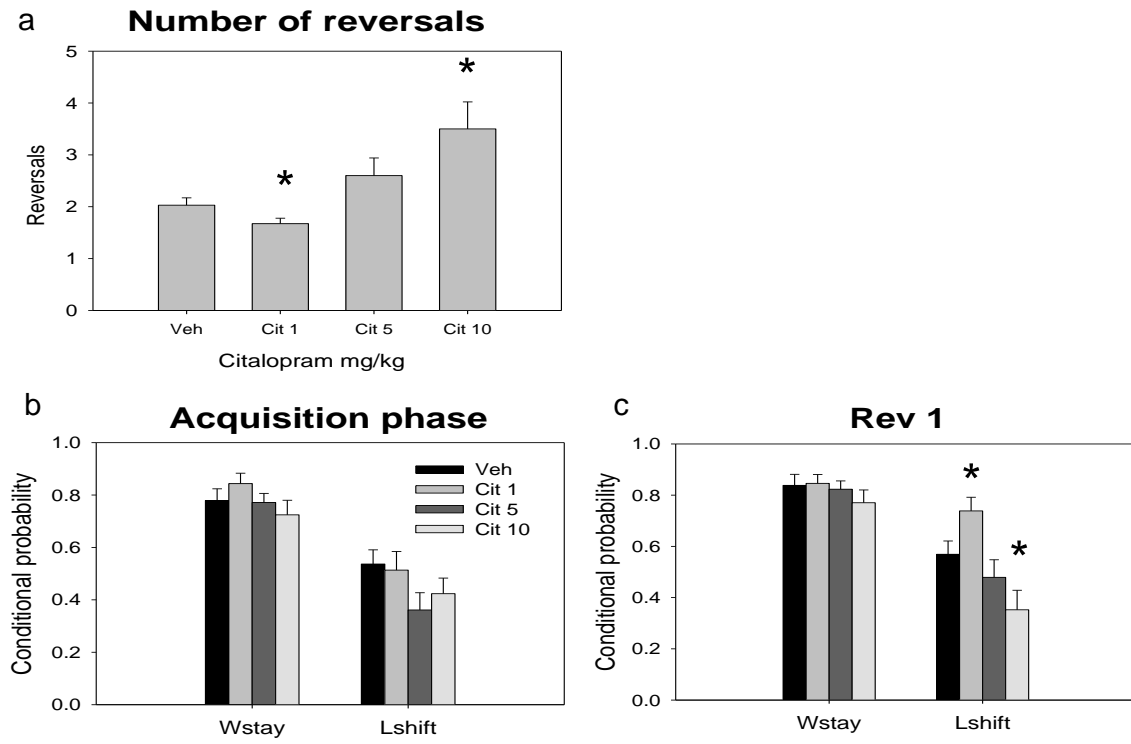 a
Number of reversals
5
4
3
2
1
0
Reversals
*
*
Veh Cit 1 Cit 5 Cit 10
Citalopram mg/kg
b
Acquisition phase
1.0
0.8
0.6
0.4
0.2
0.0
Conditional probability
Veh
Cit 1
Cit 5
Cit 10
Wstay Lshift
c
Rev 1
1.0
0.8
0.6
0.4
0.2
0.0
Conditional probability
*
*
Wstay Lshift